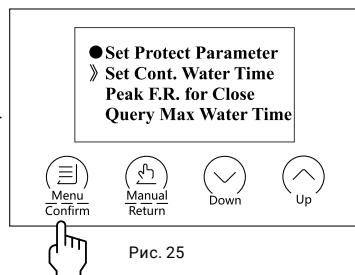 ●Set Protect Parameter
》Set Cont. Water Time
Peak F.R. for Close
Query Max Water Time
Menu
Confirm
Manual
Return
Down
Up
Рис. 25